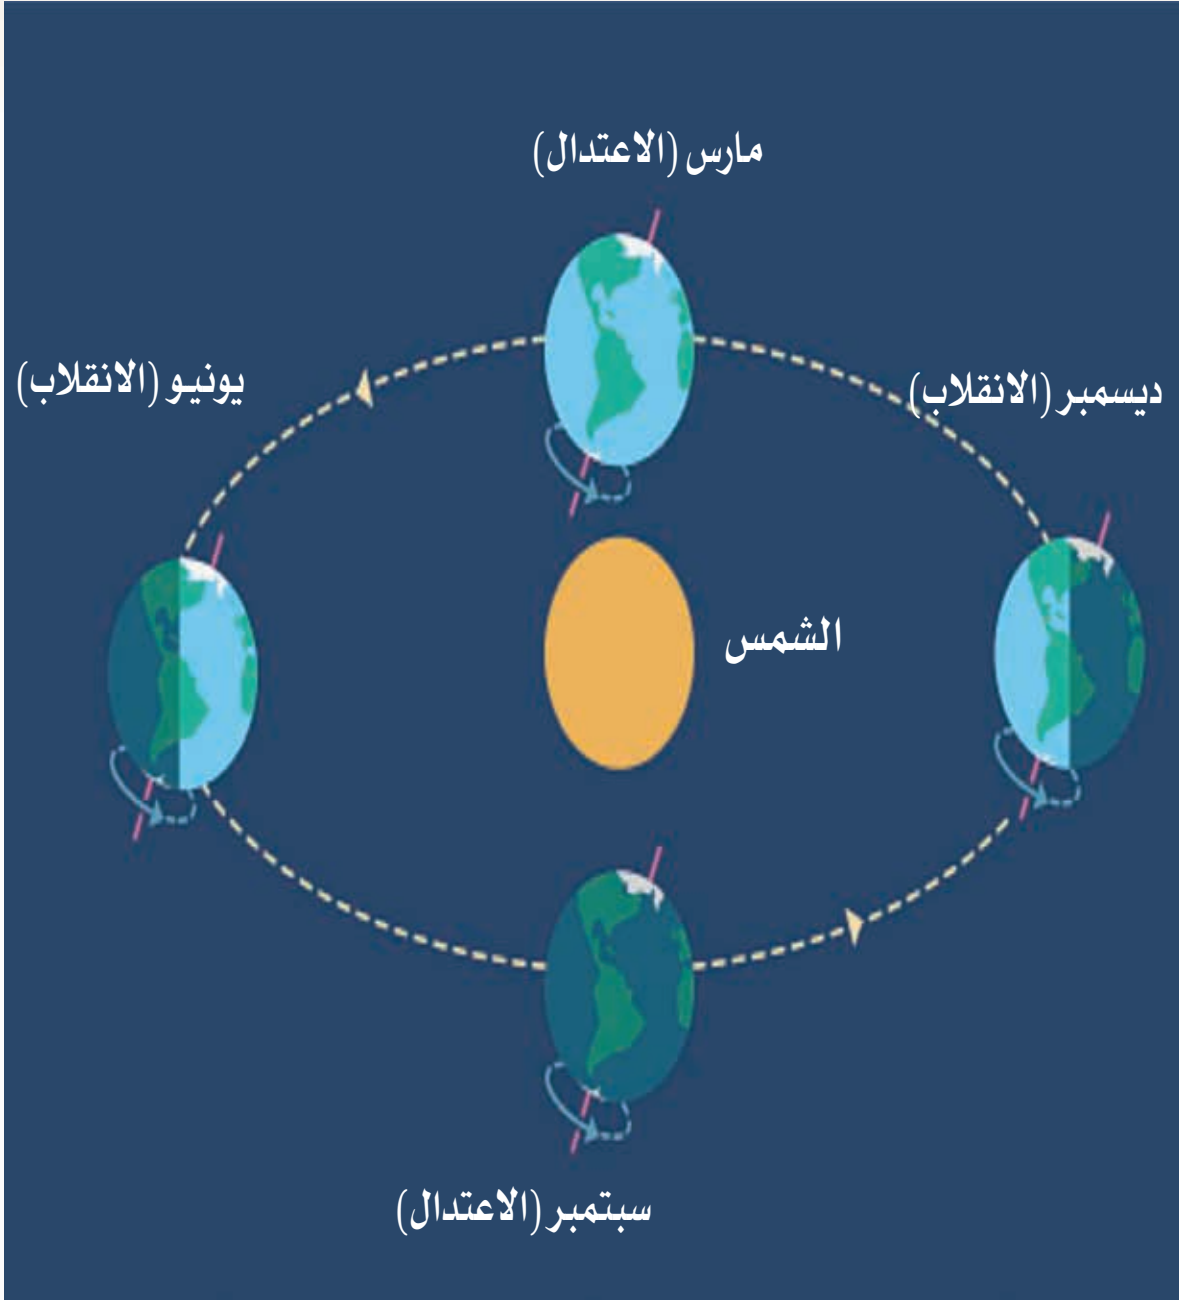 مارس (الاعتدال)
ديسمبر (الانقلاب)
يونيو (الانقلاب)
الشمس
سبتمبر (الاعتدال)